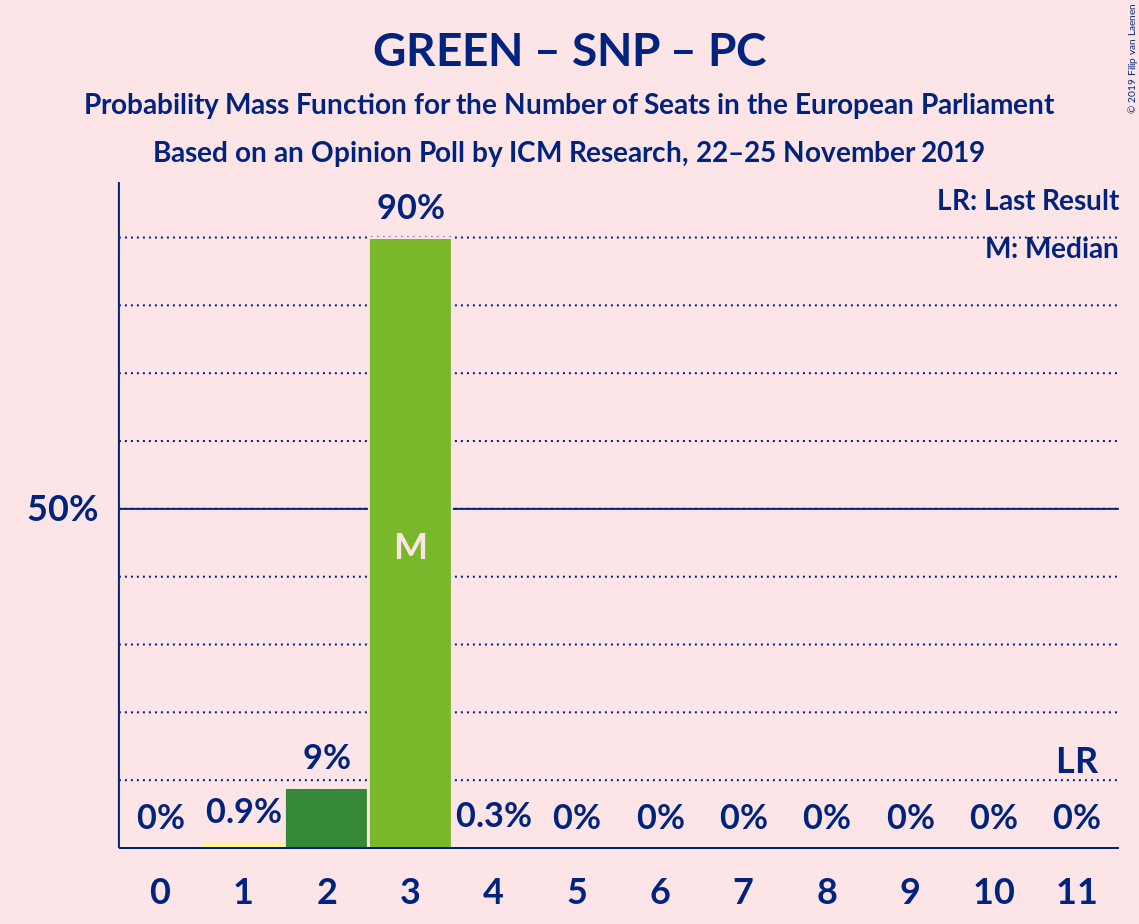 GREEN – SNP – PC
Probability Mass Function for the Number of Seats in the European Parliament
Based on an Opinion Poll by ICM Research, 22–25 November 2019
© 2019 Filip van Laenen
LR: Last Result
M: Median
90%
50%
M
9%
LR
0% 0.9% 0.3% 0% 0% 0% 0% 0% 0% 0%
0 1 2 3 4 5 6 7 8 9 10 11